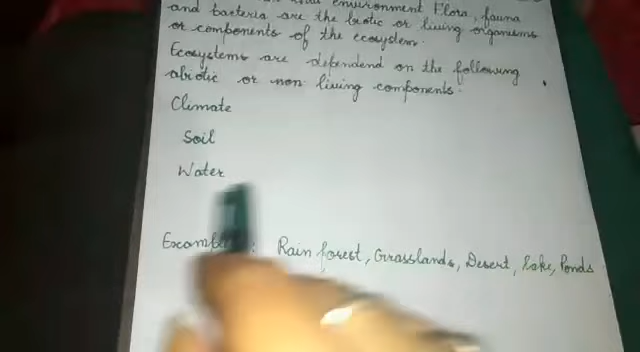 environment Flora, fauna
and bacteria are the biotic or living organisms
or components of the ecosystem.
Ecosystems are dependend on the following
abiotic or non living components.
Climate
Soil
Water
: Rain forest, Grasslands, Desert, Lake, Ponds